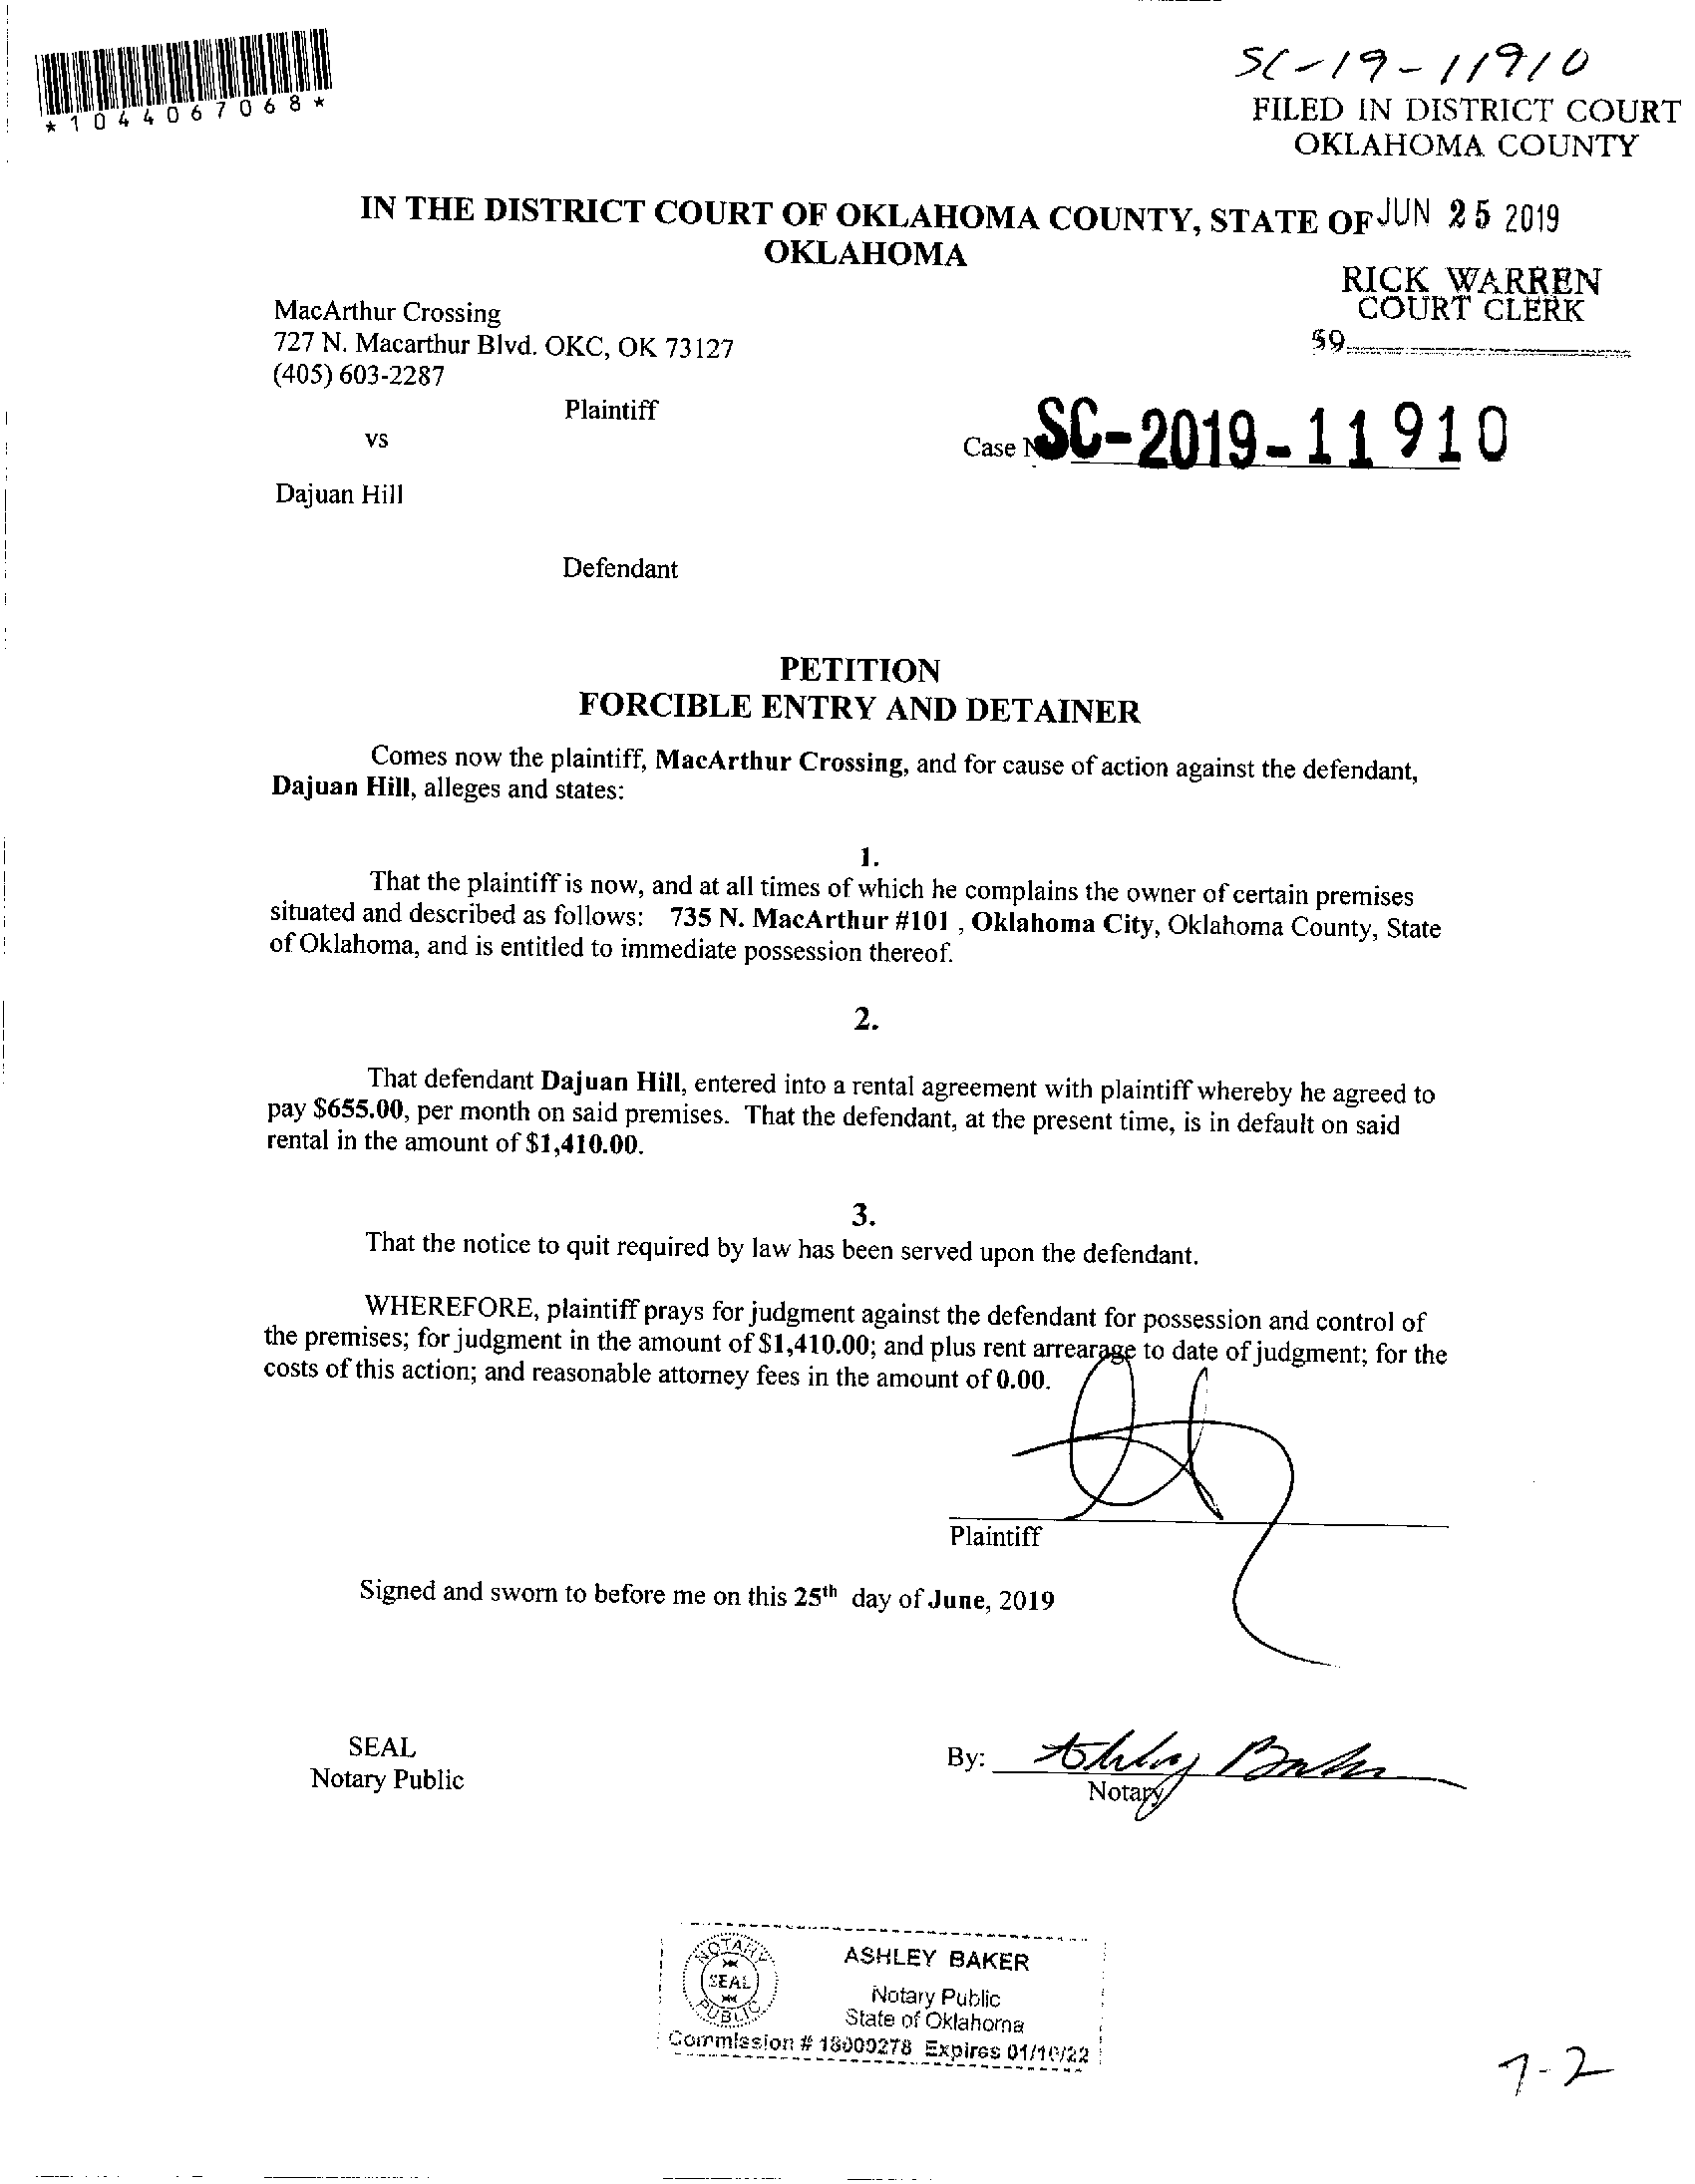 *1044067068*
SC-19-11910
FILED IN DISTRICT COURT
OKLAHOMA COUNTY
IN THE DISTRICT COURT OF OKLAHOMA COUNTY, STATE OF JUN 25 2019
OKLAHOMA
RICK WARREN
COURT CLERK
59
MacArthur Crossing
727 N. Macarthur Blvd. OKC, OK 73127
(405) 603-2287
Plaintiff
vs
Case N SC-2019-11910
Dajuan Hill
Defendant
PETITION
FORCIBLE ENTRY AND DETAINER
Comes now the plaintiff, MacArthur Crossing, and for cause of action against the defendant,
Dajuan Hill, alleges and states:
1.
That the plaintiff is now, and at all times of which he complains the owner of certain premises
situated and described as follows: 735 N. MacArthur #101 , Oklahoma City, Oklahoma County, State
of Oklahoma, and is entitled to immediate possession thereof.
2.
That defendant Dajuan Hill, entered into a rental agreement with plaintiff whereby he agreed to
pay $655.00, per month on said premises. That the defendant, at the present time, is in default on said
rental in the amount of $1,410.00.
3.
That the notice to quit required by law has been served upon the defendant.
WHEREFORE, plaintiff prays for judgment against the defendant for possession and control of
the premises; for judgment in the amount of $1,410.00; and plus rent arrearage to date of judgment; for the
costs of this action; and reasonable attorney fees in the amount of 0.00.
Plaintiff
Signed and sworn to before me on this 25th day of June, 2019
SEAL
Notary Public
By: Ashley Baker
Notary
NOTARY
SEAL
PUBLIC
ASHLEY BAKER
Notary Public
State of Oklahoma
Commission # 18000278 Expires 01/10/22
7-2